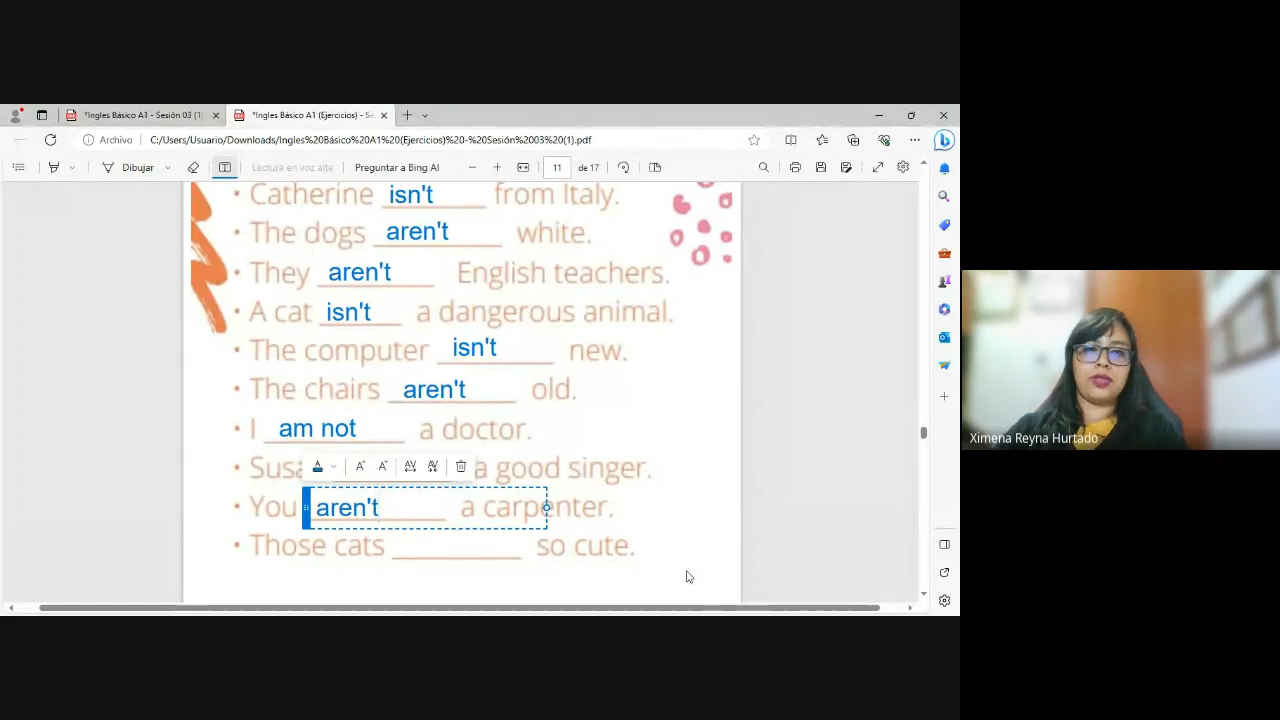 *Ingles Básico A1 - Sesión 03 (1)
*Ingles Básico A1 (Ejercicios) - Se
Archivo C:/Users/Usuario/Downloads/Ingles%20Básico%20A1%20(Ejercicios)%20-%20Sesión%2003%20(1).pdf
Dibujar Lectura en voz alta Preguntar a Bing AI 11 de 17
• Catherine isn't from Italy.
• The dogs aren't white.
• They aren't English teachers.
• A cat isn't a dangerous animal.
• The computer isn't new.
• The chairs aren't old.
• I am not a doctor.
• Susa a good singer.
• You aren't a carpenter.
• Those cats __________ so cute.
Ximena Reyna Hurtado